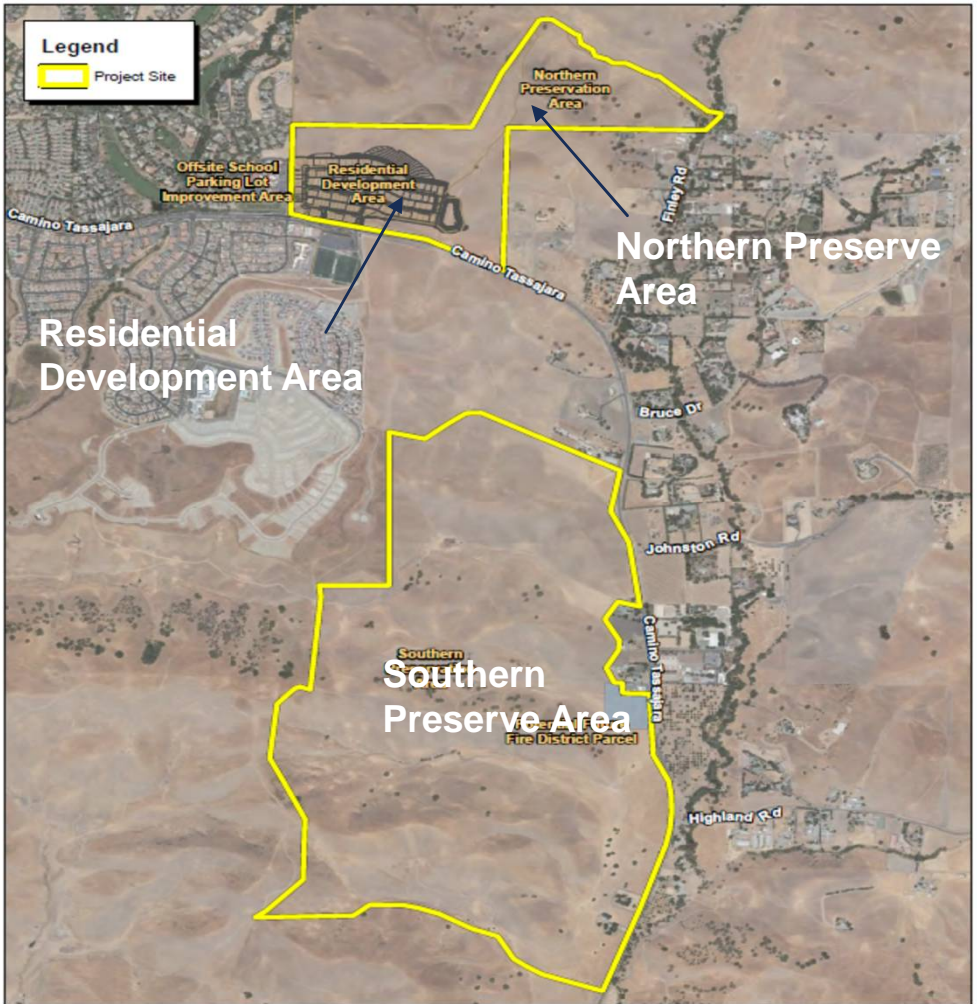 Legend
Project Site
Northern
Preservation
Area
Offsite School
Parking Lot
Improvement Area
Residential
Development
Area
Camino Tassajara
Finley Rd
Camino Tassajara
Northern Preserve
Area
Residential
Development Area
Bruce Dr
Johnston Rd
Camino Tassajara
Southern
Southern
Preserve Area
Fire District Parcel
Highland Rd